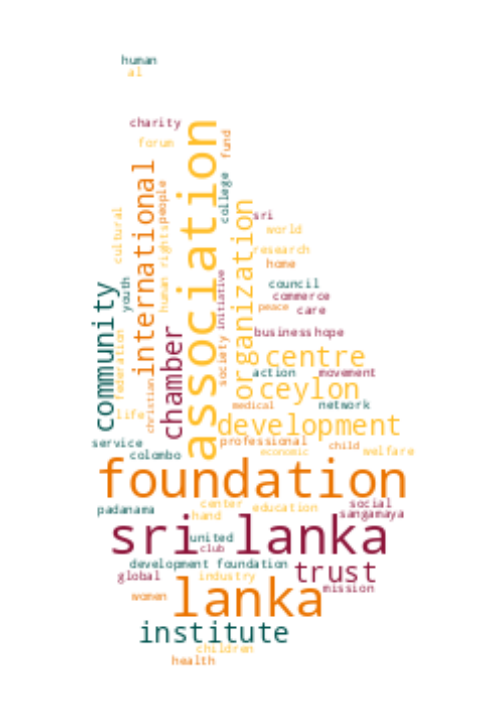 human
al
charity
forum
fund
association
international
people
college
cultural
human rights
sri
organization
world
research
home
youth
community
initiative
council
commerce
peace
care
federation
chamber
society
business
hope
centre
action
movement
christian
ceylon
life
medical
network
development
service
professional
child
colombo
economic
welfare
foundation
padanama
center
education
social
hand
sangamaya
sri lanka
united
club
development foundation
global
industry
trust
mission
women
lanka
institute
children
health